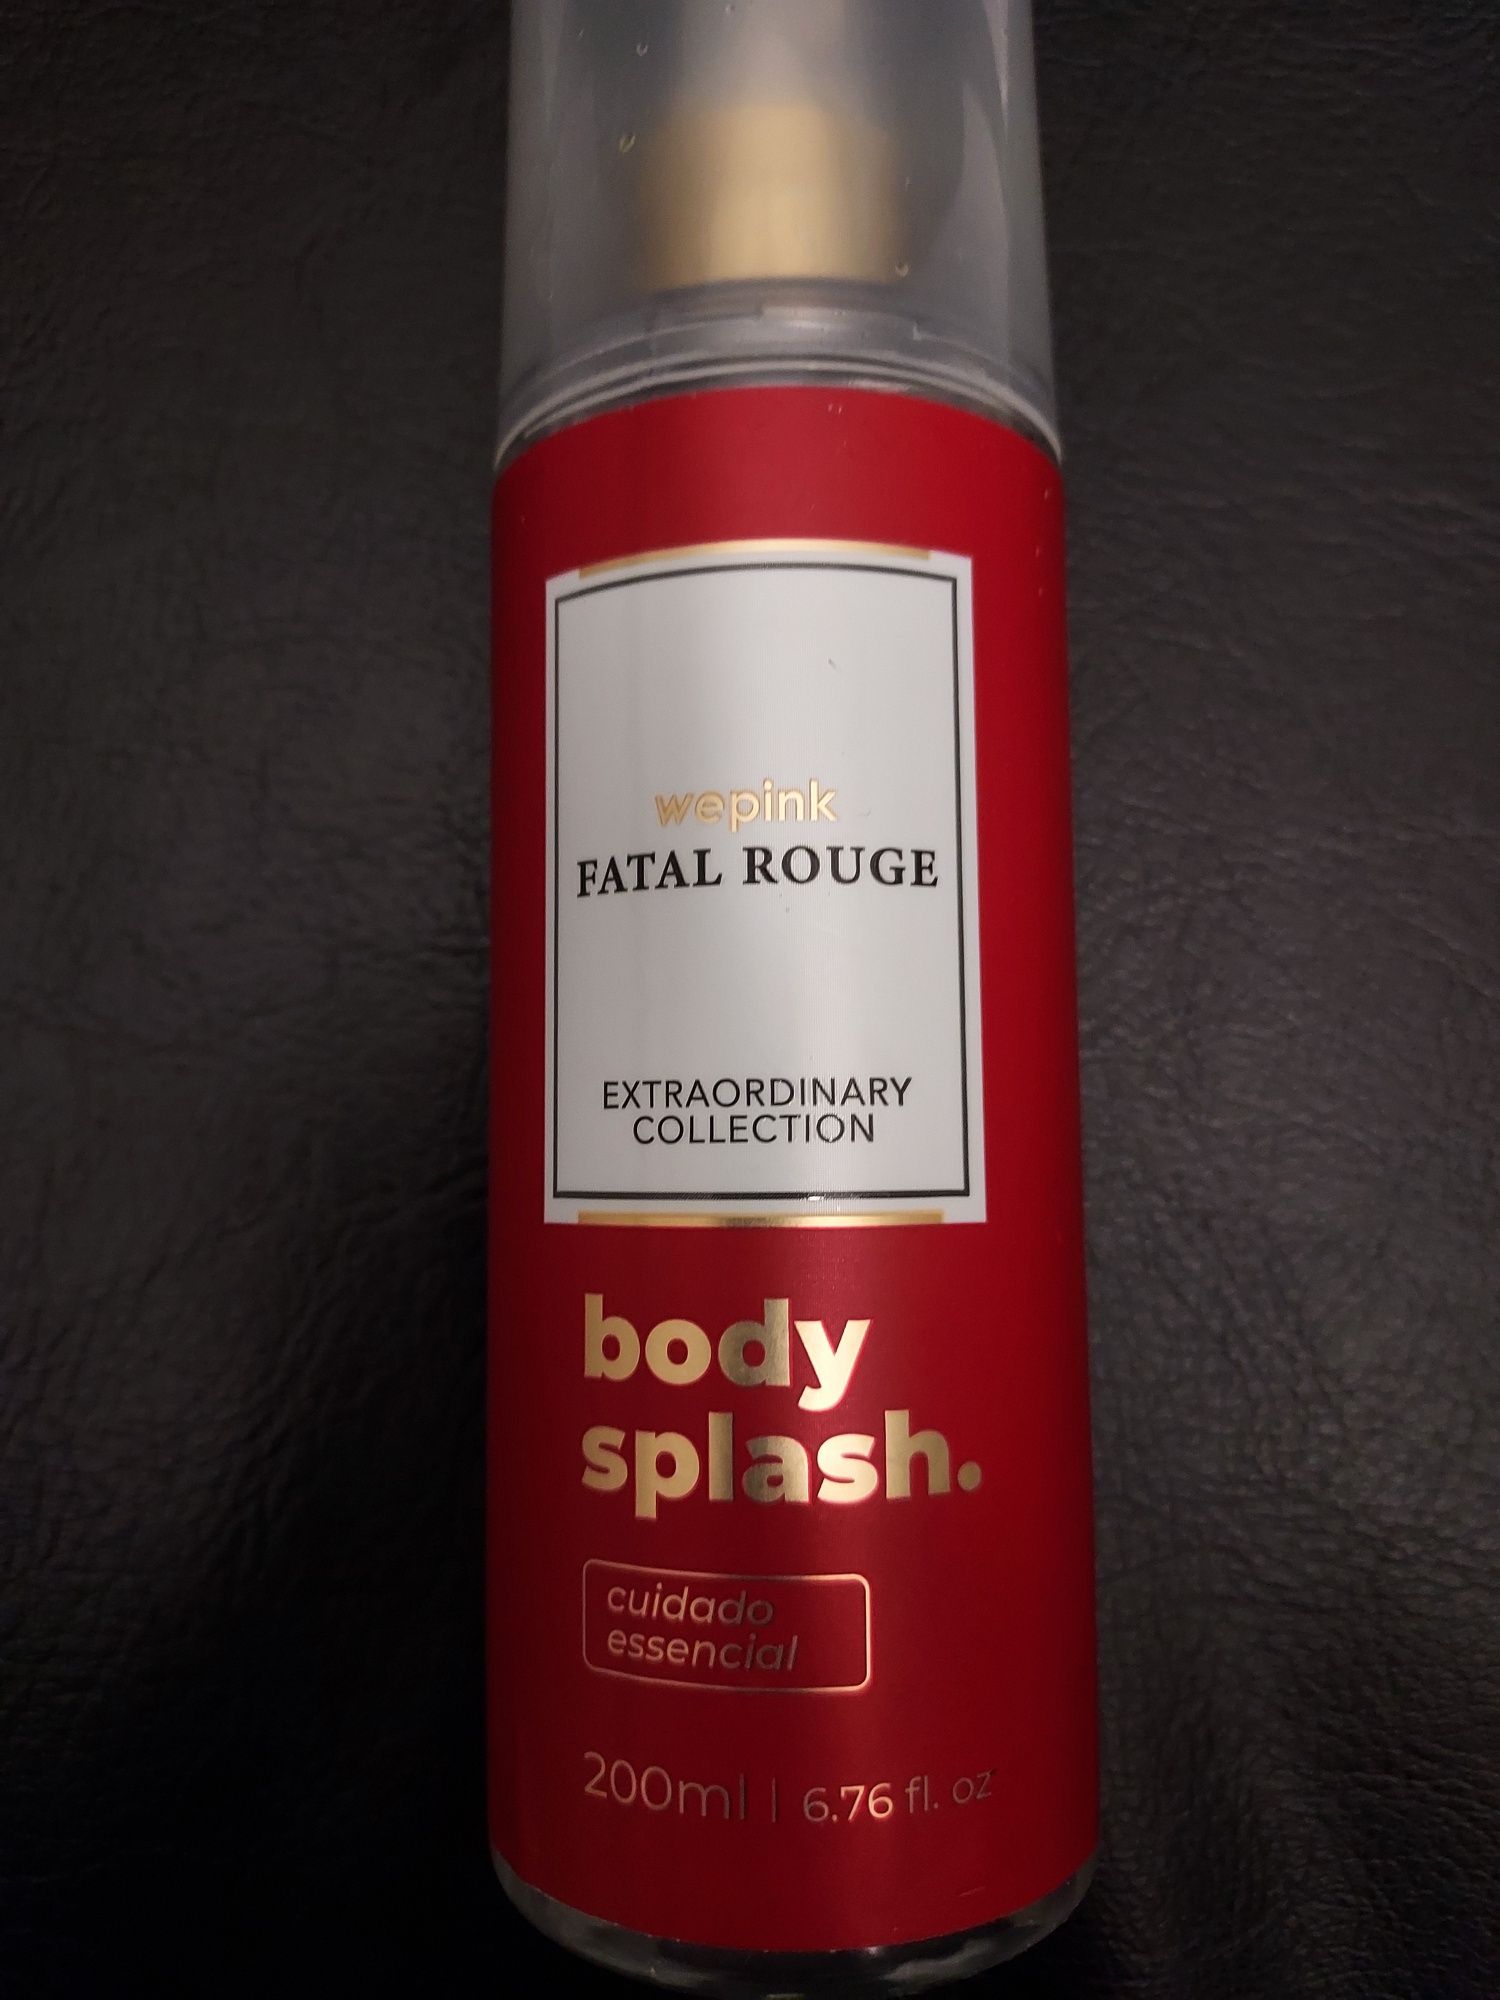 wepink
FATAL ROUGE
EXTRAORDINARY
COLLECTION
body
splash.
cuidado
essencial
200ml | 6.76 fl. oz